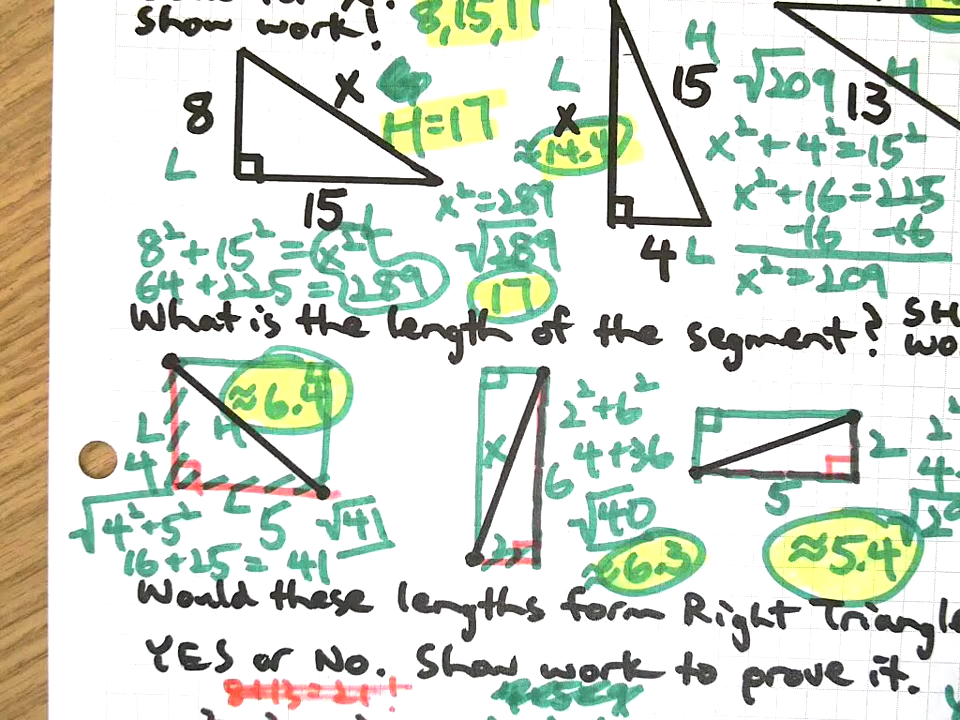 show work!
8,15,17
8
x
L
15
H=17
8²+15²=x²
64+225=289
x²=289
√289
17
L
x
≈14.4
H
15
4 L
√209
H
13
x²+4²=15²
x²+16=225
-16 -16
x²=209
What is the length of the segment?
≈6.4
H
L
4
L
5
√4²+5²
16+25=41
√41
x
6
2
2²+6²
4+36
√40
≈6.3
2
5
≈5.4
Would these lengths form Right
YES or No. Show work to prove it.
8+13=21!